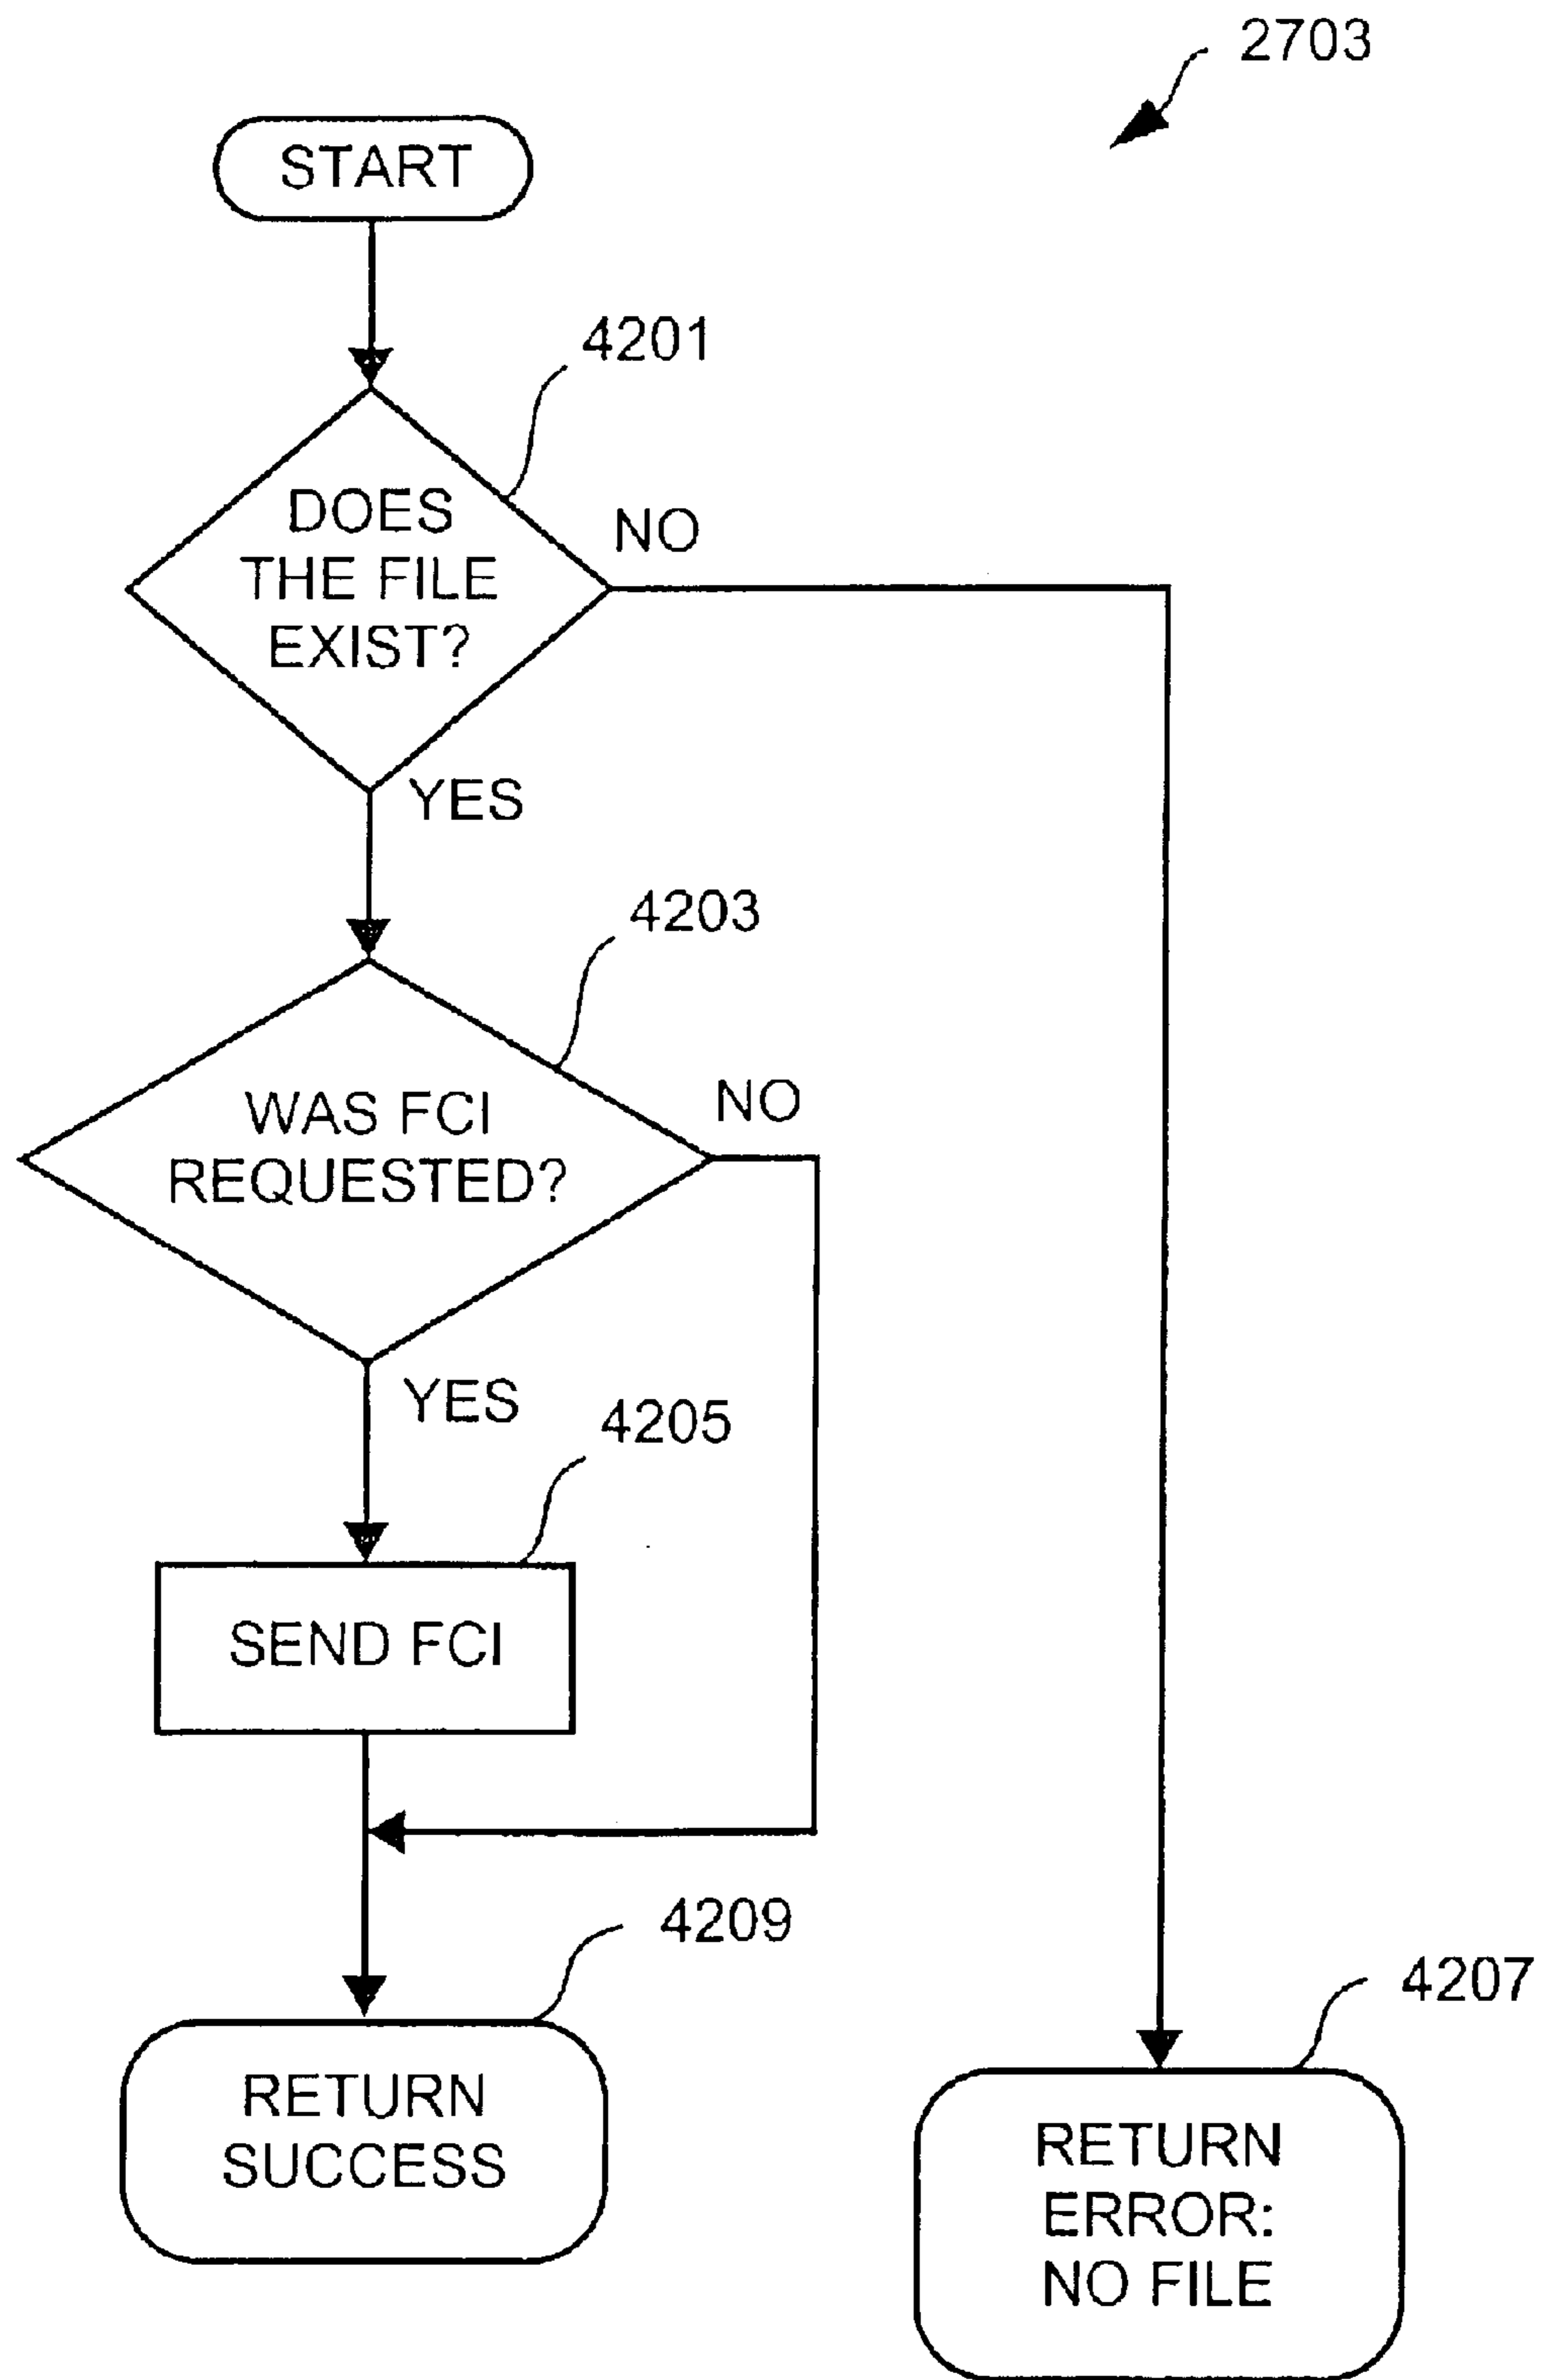 2703
START
4201
DOES
THE FILE
EXIST?
NO
YES
4203
WAS FCI
REQUESTED?
NO
YES
4205
SEND FCI
4209
RETURN
SUCCESS
4207
RETURN
ERROR:
NO FILE